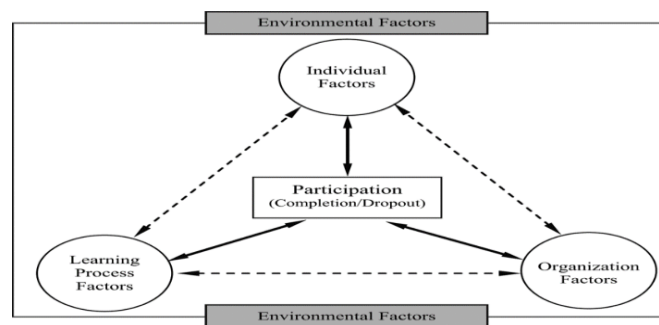 Environmental Factors
Individual
Factors
Participation
(Completion/Dropout)
Learning
Process
Factors
Organization
Factors
Environmental Factors